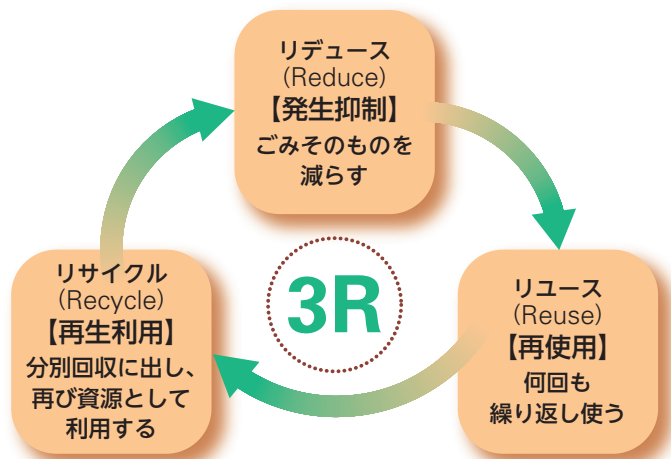 リデュース
(Reduce)
【発生抑制】
ごみそのものを
減らす
リサイクル
(Recycle)
【再生利用】
分別回収に出し、
再び資源として
利用する
3R
リユース
(Reuse)
【再使用】
何回も
繰り返し使う